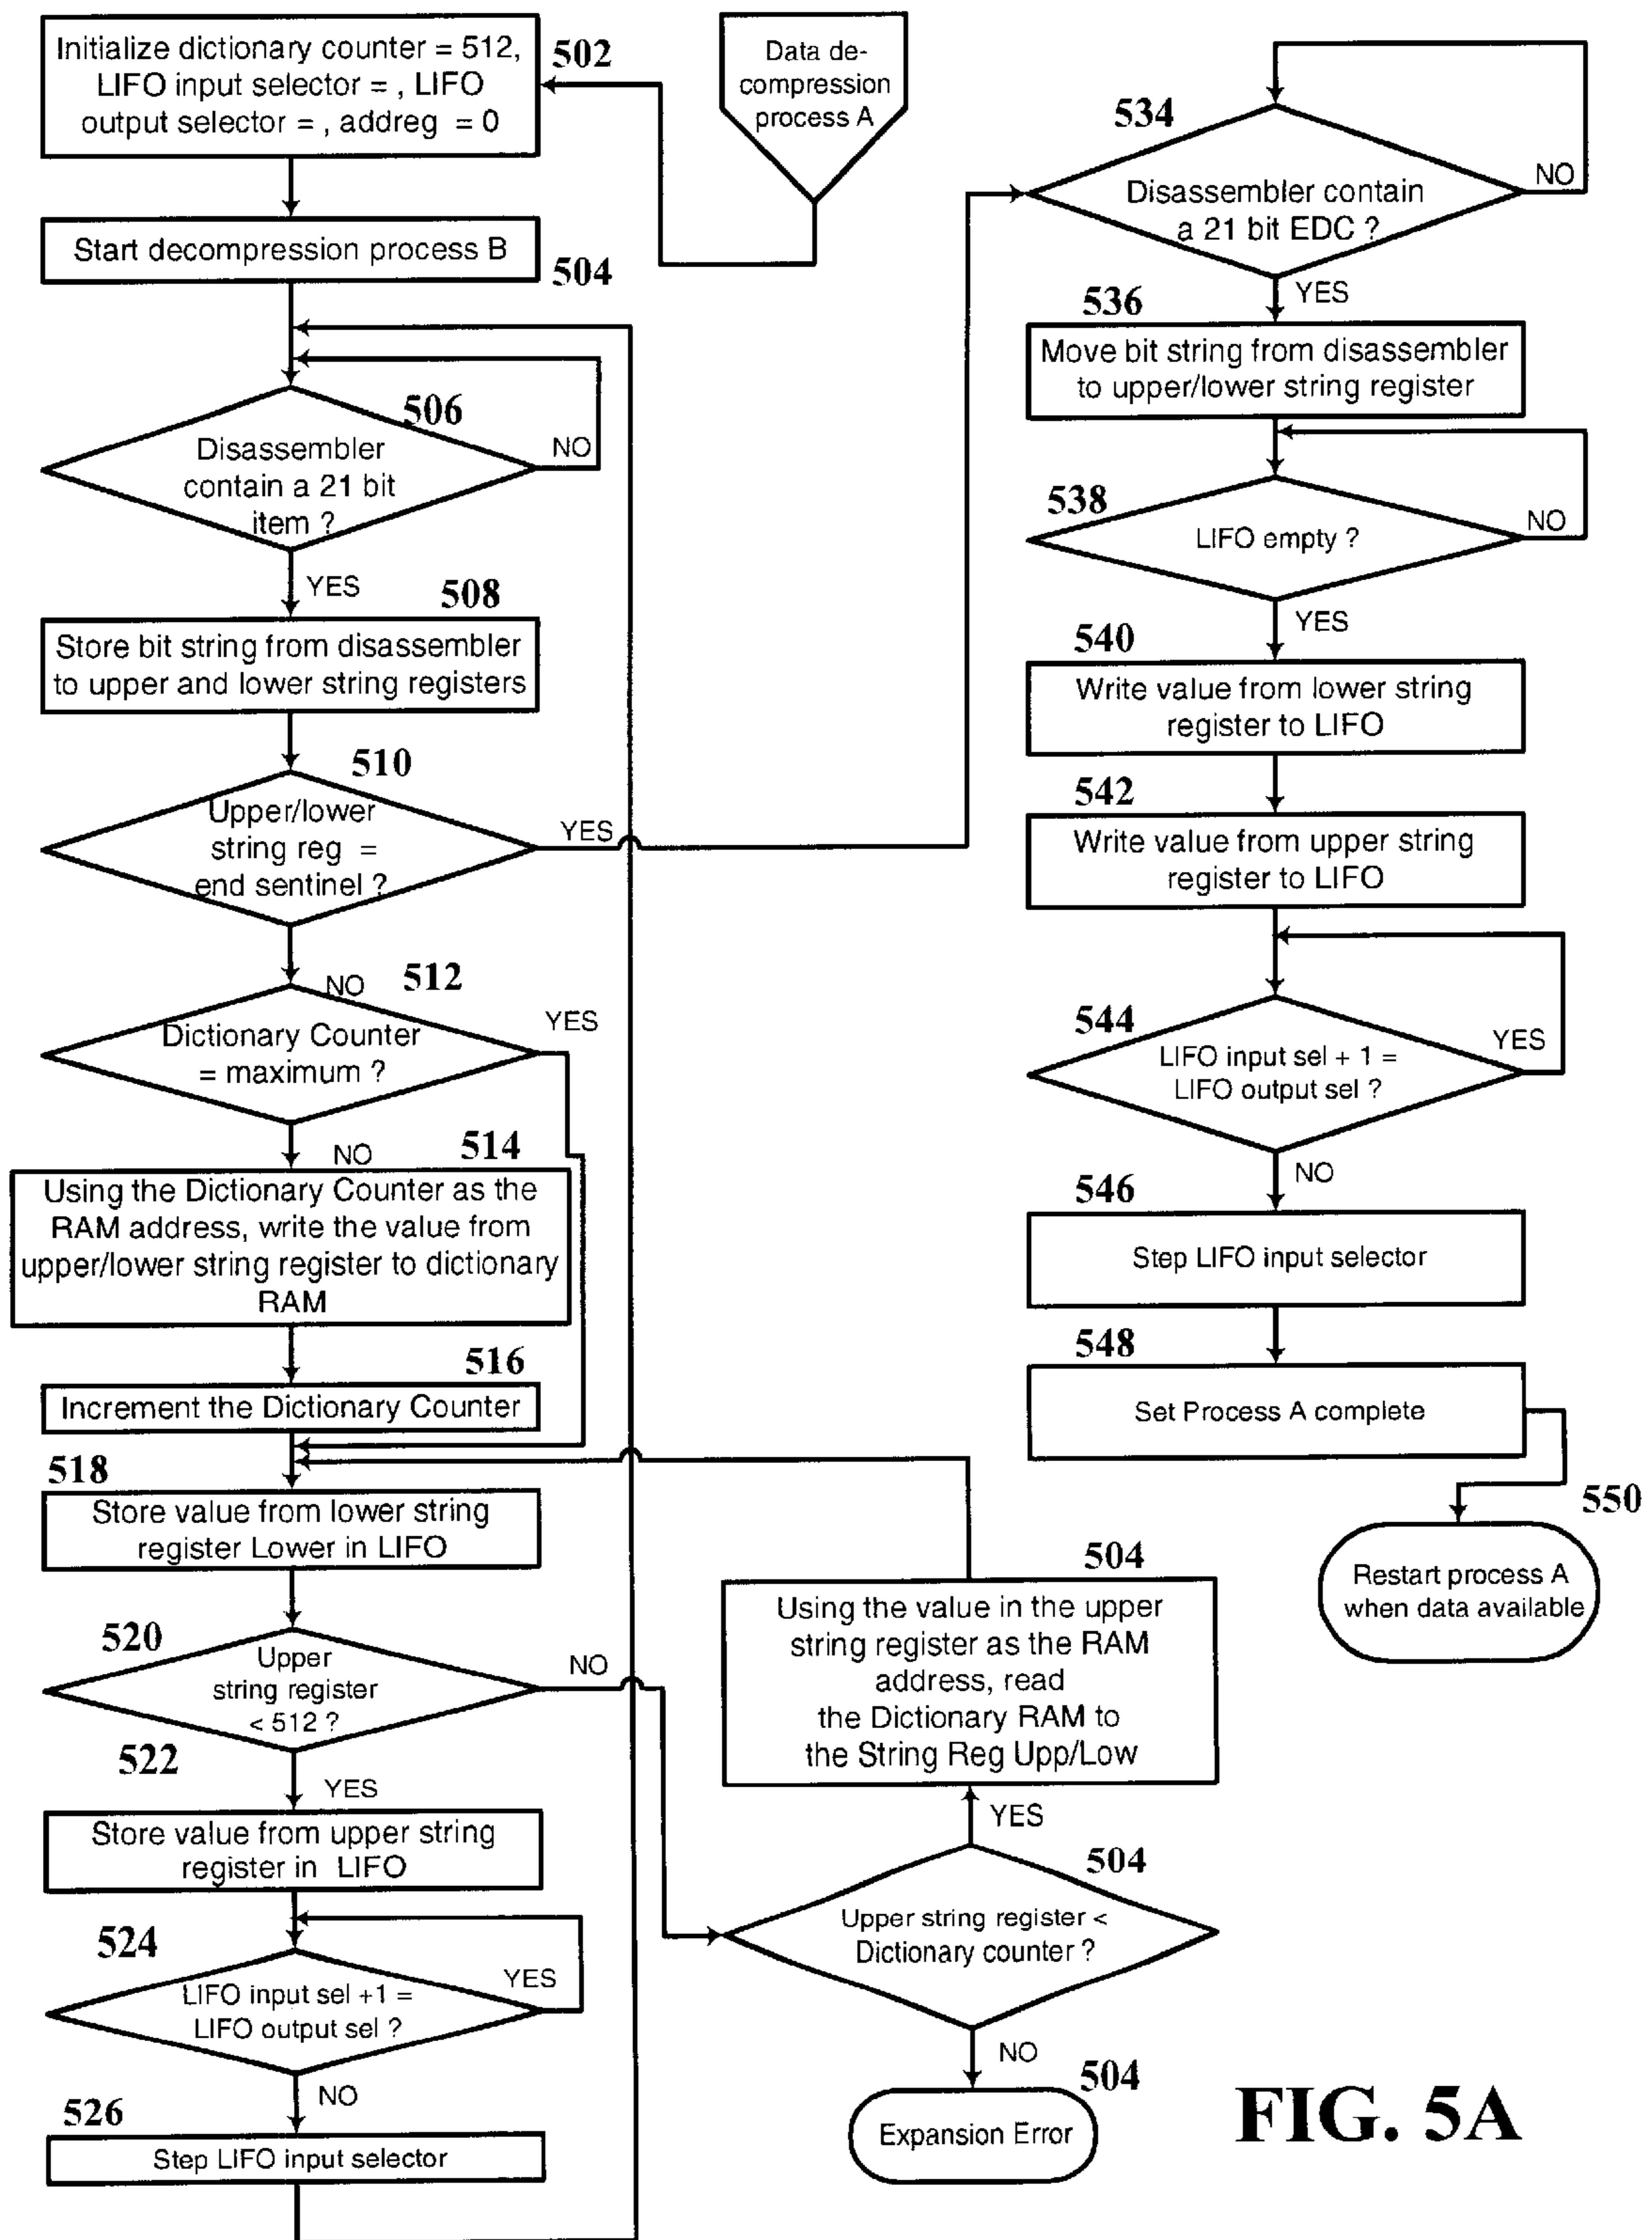 Initialize dictionary counter = 512,
LIFO input selector = , LIFO
output selector = , addreg = 0
502
Data de-
compression
process A
Start decompression process B
504
506
Disassembler
contain a 21 bit
item ?
NO
YES
508
Store bit string from disassembler
to upper and lower string registers
510
Upper/lower
string reg =
end sentinel ?
YES
NO
512
Dictionary Counter
= maximum ?
YES
NO
514
Using the Dictionary Counter as the
RAM address, write the value from
upper/lower string register to dictionary
RAM
516
Increment the Dictionary Counter
518
Store value from lower string
register Lower in LIFO
520
Upper
string register
< 512 ?
NO
522
YES
Store value from upper string
register in LIFO
524
LIFO input sel +1 =
LIFO output sel ?
YES
NO
526
Step LIFO input selector
504
Using the value in the upper
string register as the RAM
address, read
the Dictionary RAM to
the String Reg Upp/Low
YES
504
Upper string register <
Dictionary counter ?
NO
504
Expansion Error
534
Disassembler contain
a 21 bit EDC ?
NO
YES
536
Move bit string from disassembler
to upper/lower string register
538
LIFO empty ?
NO
YES
540
Write value from lower string
register to LIFO
542
Write value from upper string
register to LIFO
544
LIFO input sel + 1 =
LIFO output sel ?
YES
NO
546
Step LIFO input selector
548
Set Process A complete
550
Restart process A
when data available
FIG. 5A